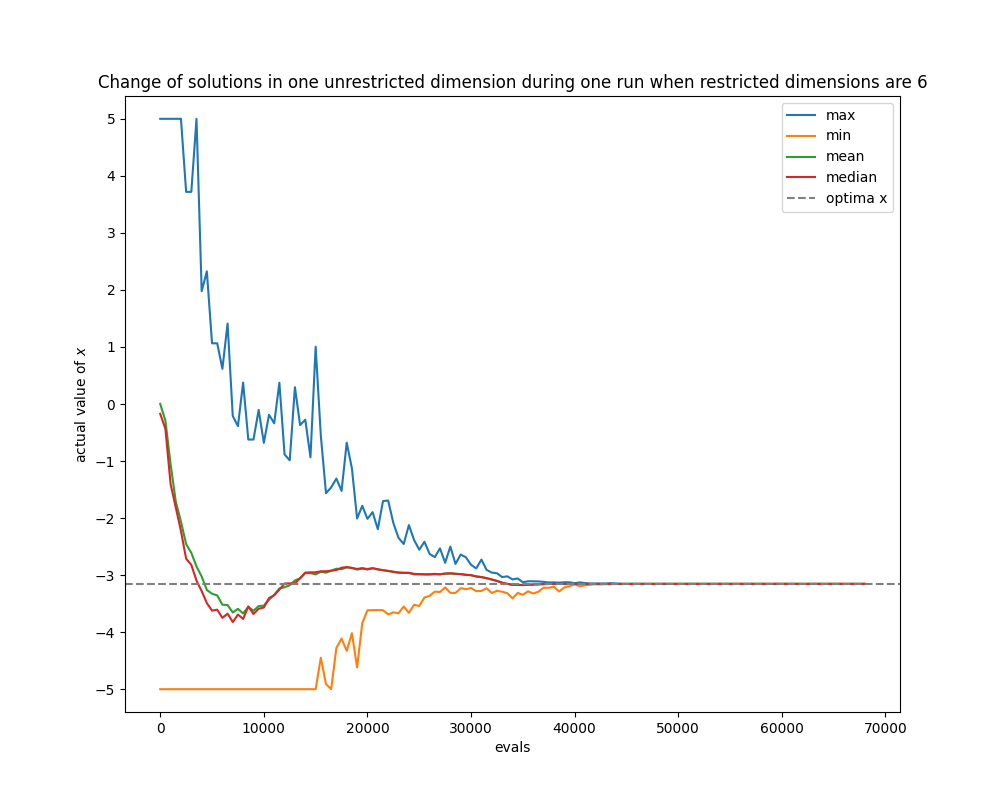 Change of solutions in one unrestricted dimension during one run when restricted dimensions are 6
max
min
mean
median
optima x
5
4
3
2
1
0
−1
−2
−3
−4
−5
actual value of x
0 10000 20000 30000 40000 50000 60000 70000
evals